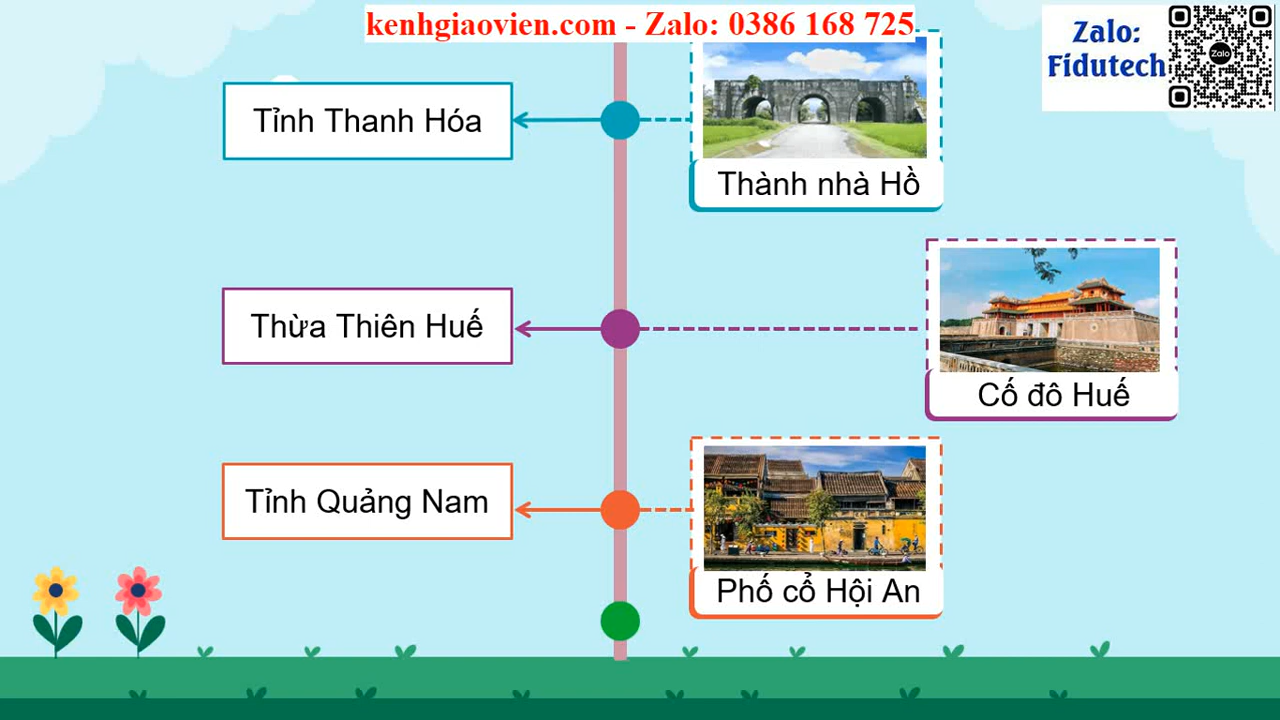 kenhgiaovien.com - Zalo: 0386 168 725
Zalo:
Fidutech
Zalo
Tỉnh Thanh Hóa
Thành nhà Hồ
Thừa Thiên Huế
Cố đô Huế
Tỉnh Quảng Nam
Phố cổ Hội An